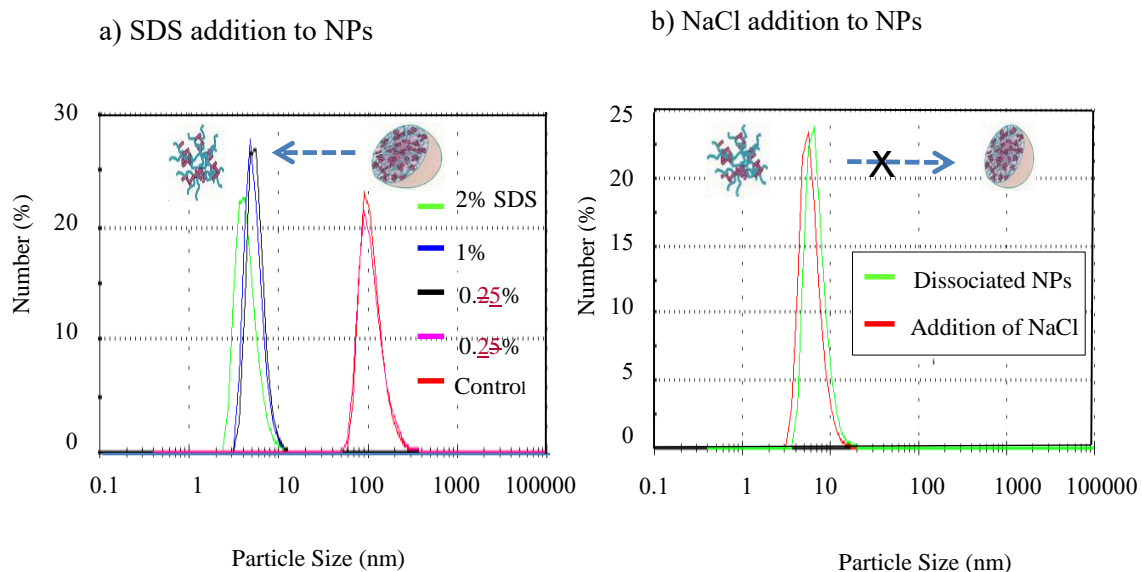 a) SDS addition to NPs
30
20
10
0
Number (%)
2% SDS
1%
0.25%
0.25%
Control
0.1 1 10 100 1000 100000
Particle Size (nm)
b) NaCl addition to NPs
25
20
15
10
5
0
Number (%)
X
Dissociated NPs
Addition of NaCl
0.1 1 10 100 1000 100000
Particle Size (nm)